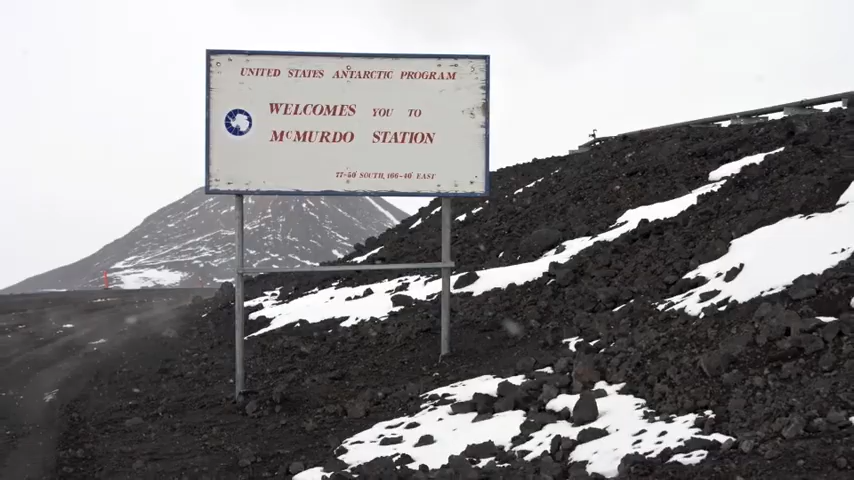 UNITED STATES ANTARCTIC PROGRAM
WELCOMES YOU TO
McMURDO STATION
77-50' SOUTH, 166-40' EAST